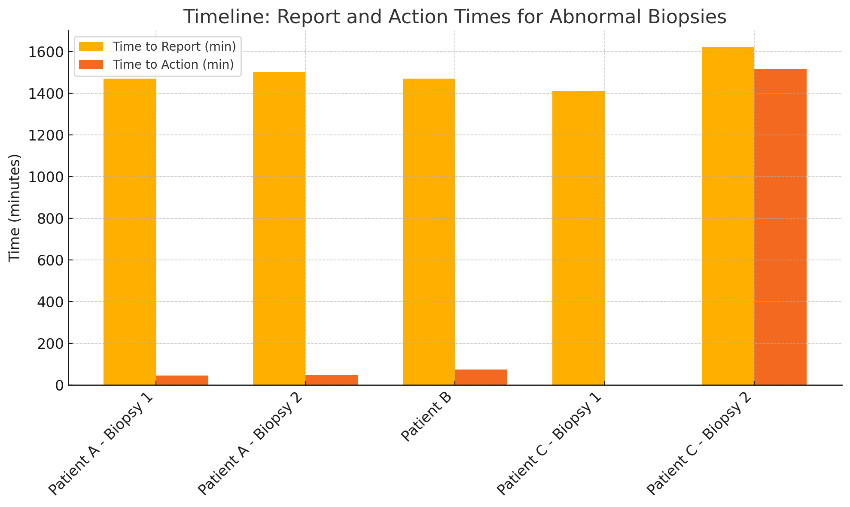 Timeline: Report and Action Times for Abnormal Biopsies
Time to Report (min)
Time to Action (min)
Time (minutes)
1600
1400
1200
1000
800
600
400
200
0
Patient A - Biopsy 1
Patient A - Biopsy 2
Patient B
Patient C - Biopsy 1
Patient C - Biopsy 2